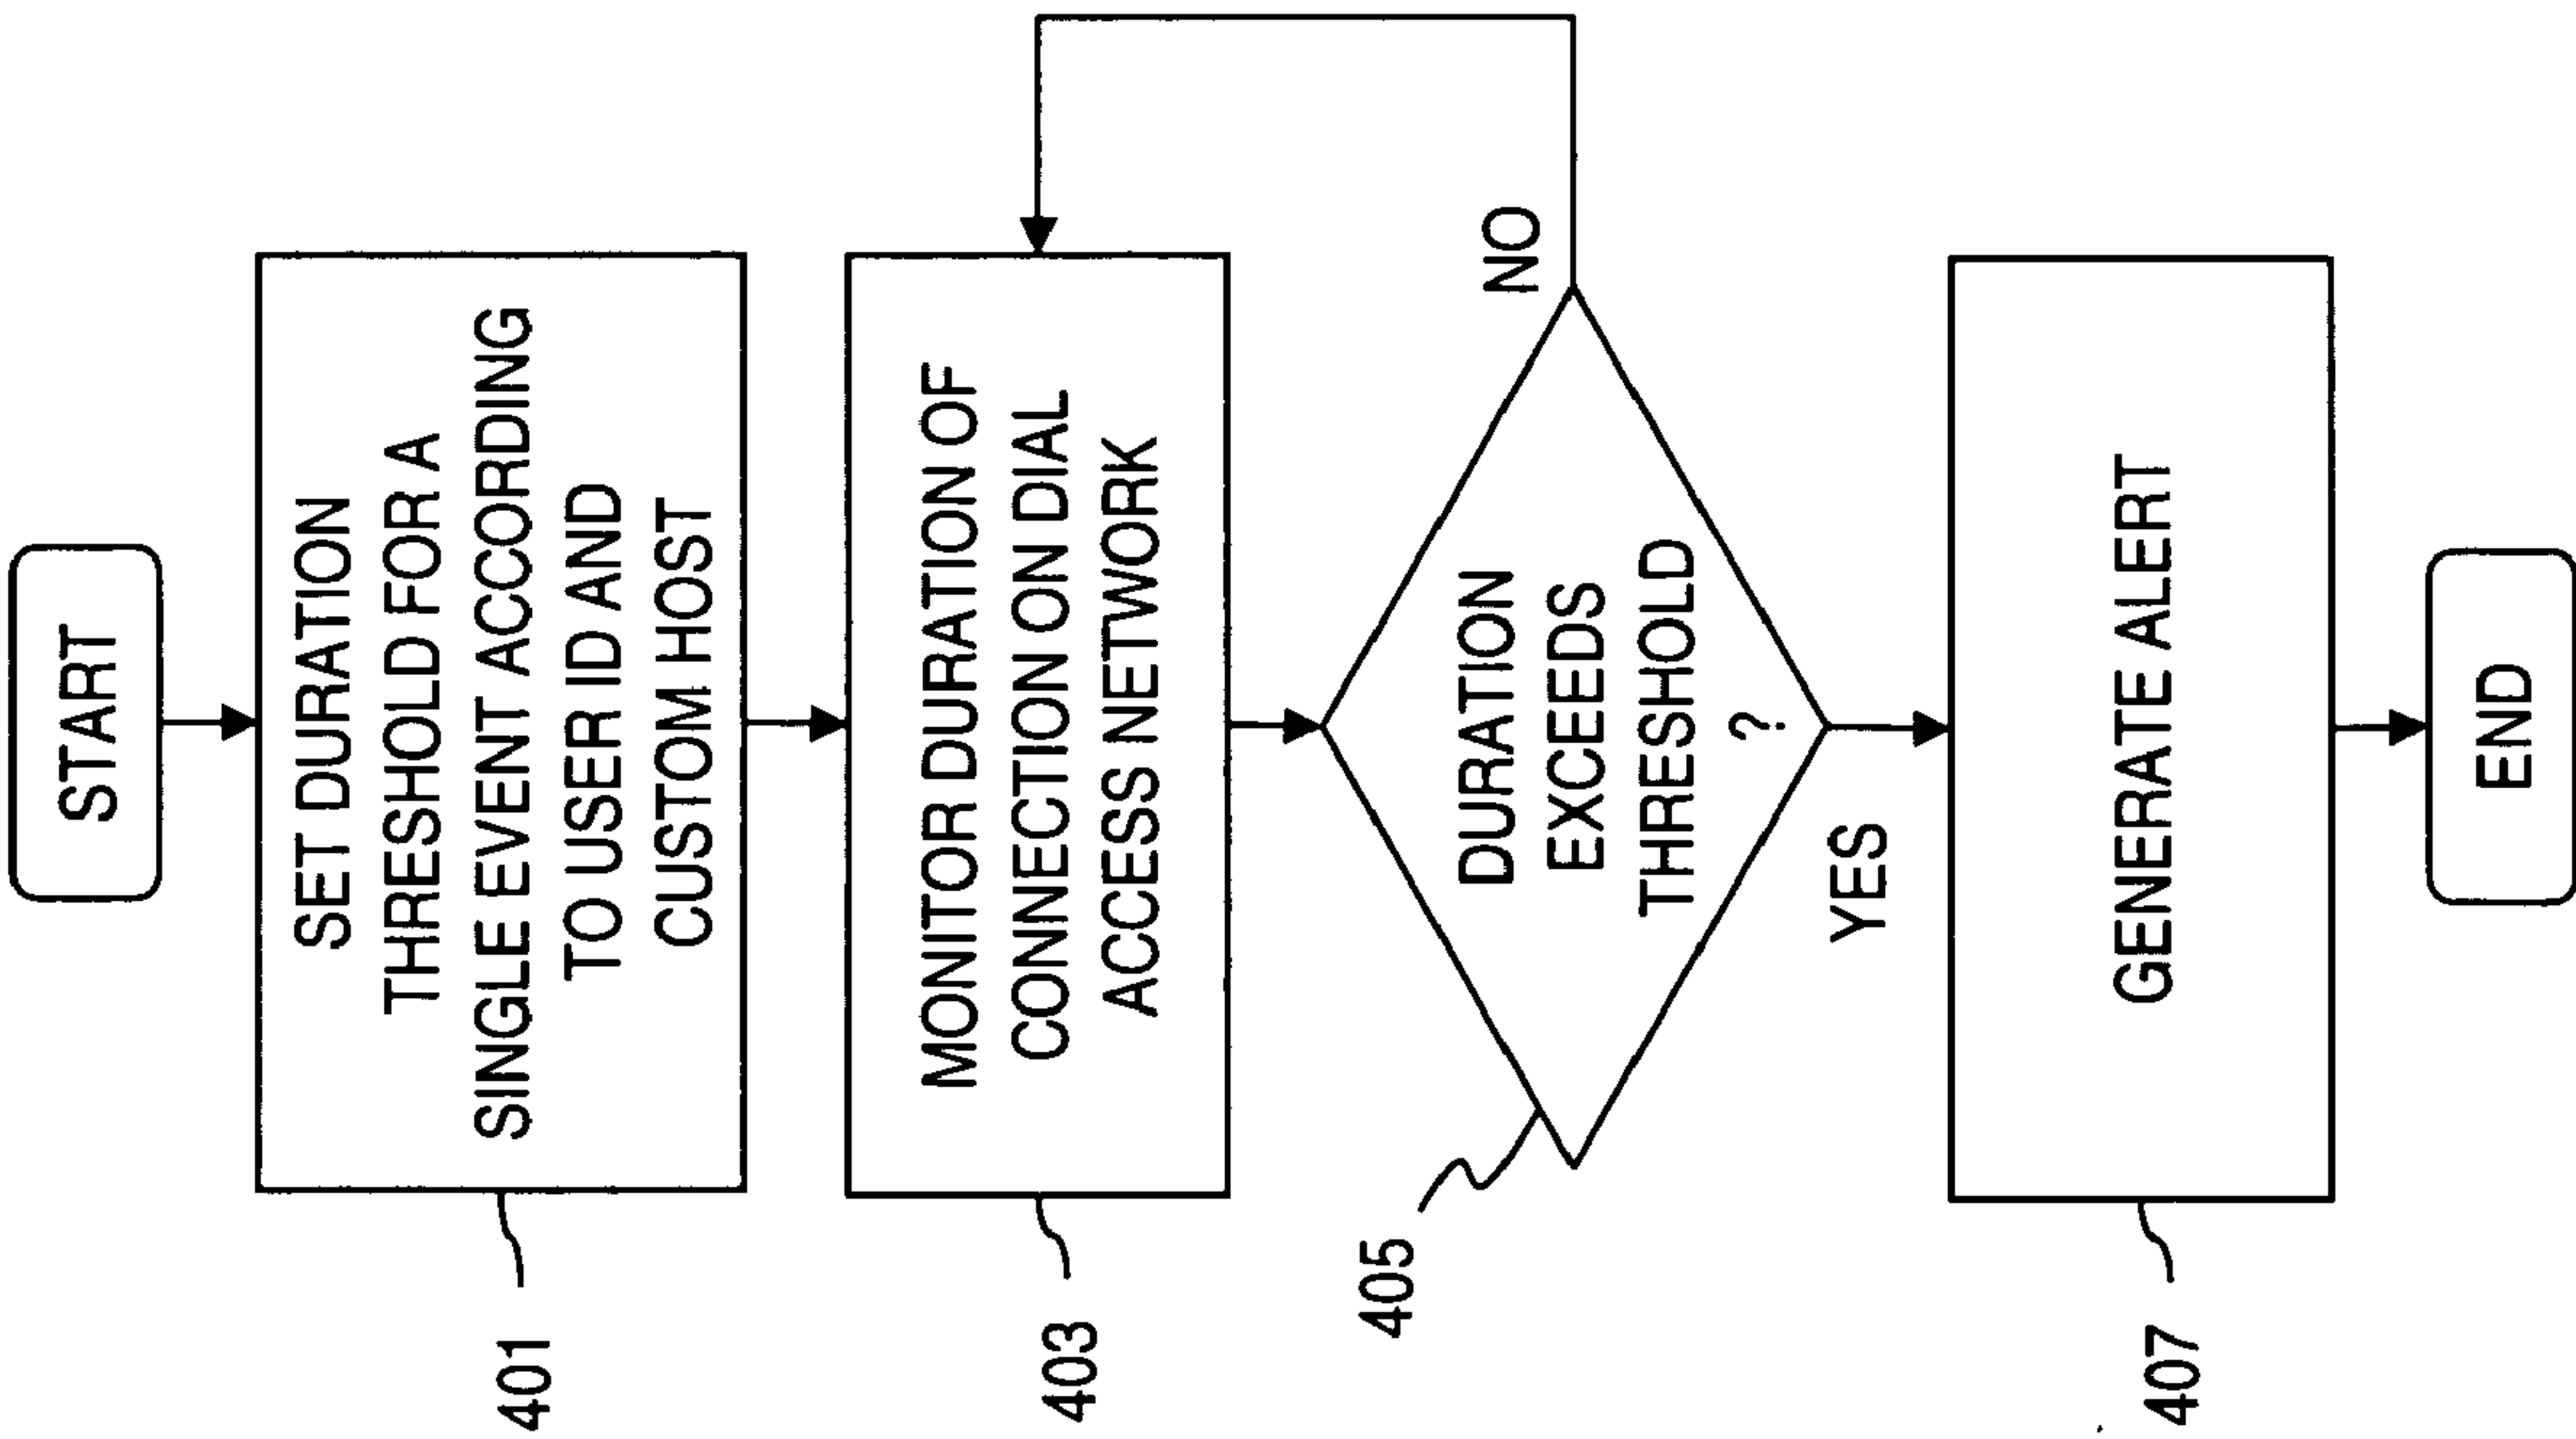 START
SET DURATION
THRESHOLD FOR A
SINGLE EVENT ACCORDING
TO USER ID AND
CUSTOM HOST
401
MONITOR DURATION OF
CONNECTION ON DIAL
ACCESS NETWORK
403
DURATION
EXCEEDS
THRESHOLD
?
405
NO
YES
GENERATE ALERT
407
END